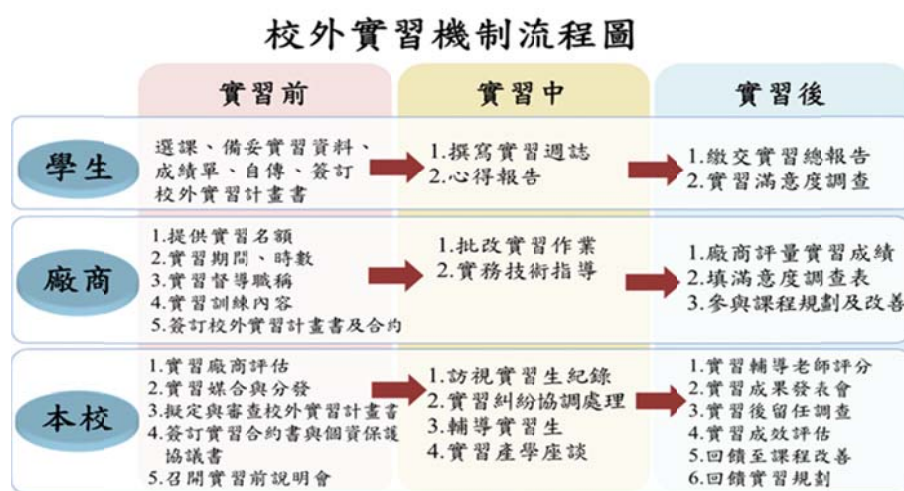 校外實習機制流程圖
實習前
實習中
實習後
學生
選課、備妥實習資料、
成績單、自傳、簽訂
校外實習計畫書
1.撰寫實習週誌
2.心得報告
1.繳交實習總報告
2.實習滿意度調查
廠商
1.提供實習名額
2.實習期間、時數
3.實習督導職稱
4.實習訓練內容
5.簽訂校外實習計畫書及合約
1.批改實習作業
2.實務技術指導
1.廠商評量實習成績
2.填滿意度調查表
3.參與課程規劃及改善
本校
1.實習廠商評估
2.實習媒合與分發
3.擬定與審查校外實習計畫書
4.簽訂實習合約書與個資保護
協議書
5.召開實習前說明會
1.訪視實習生紀錄
2.實習糾紛協調處理
3.輔導實習生
4.實習產學座談
1.實習輔導老師評分
2.實習成果發表會
3.實習後留任調查
4.實習成效評估
5.回饋至課程改善
6.回饋實習規劃